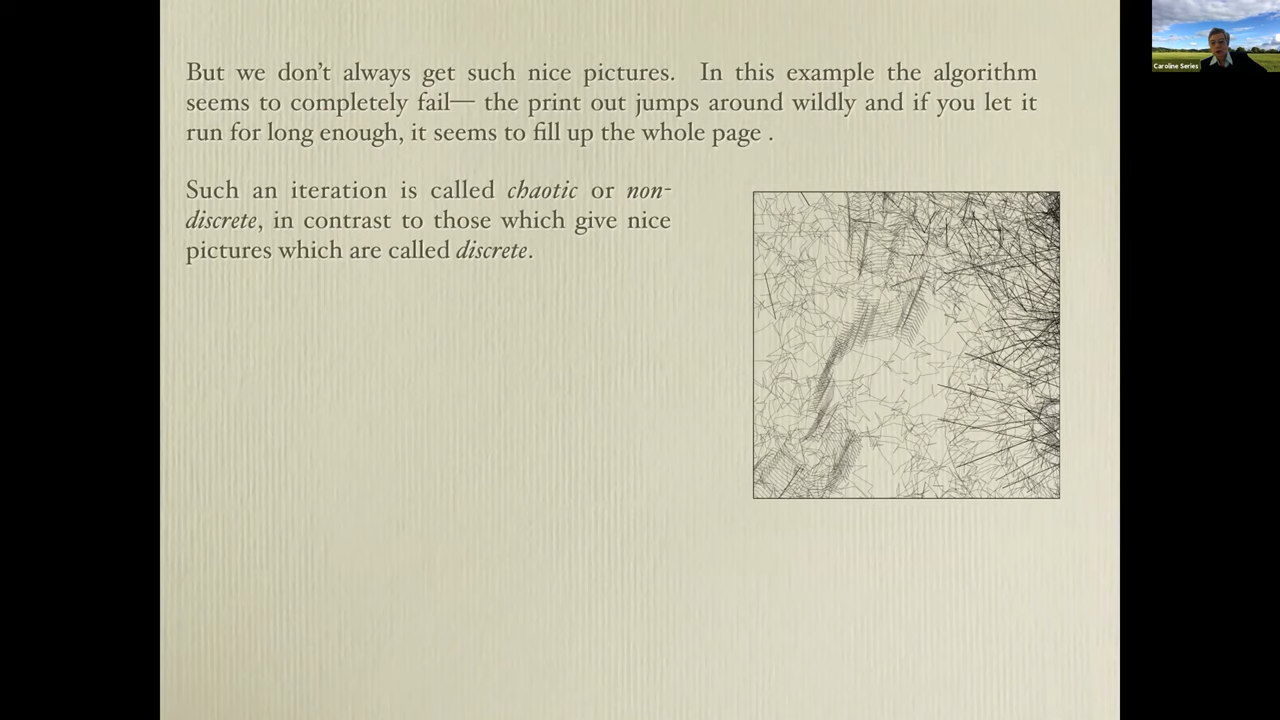 But we don’t always get such nice pictures. In this example the algorithm
seems to completely fail— the print out jumps around wildly and if you let it
run for long enough, it seems to fill up the whole page .
Such an iteration is called chaotic or non-
discrete, in contrast to those which give nice
pictures which are called discrete.
Caroline Series